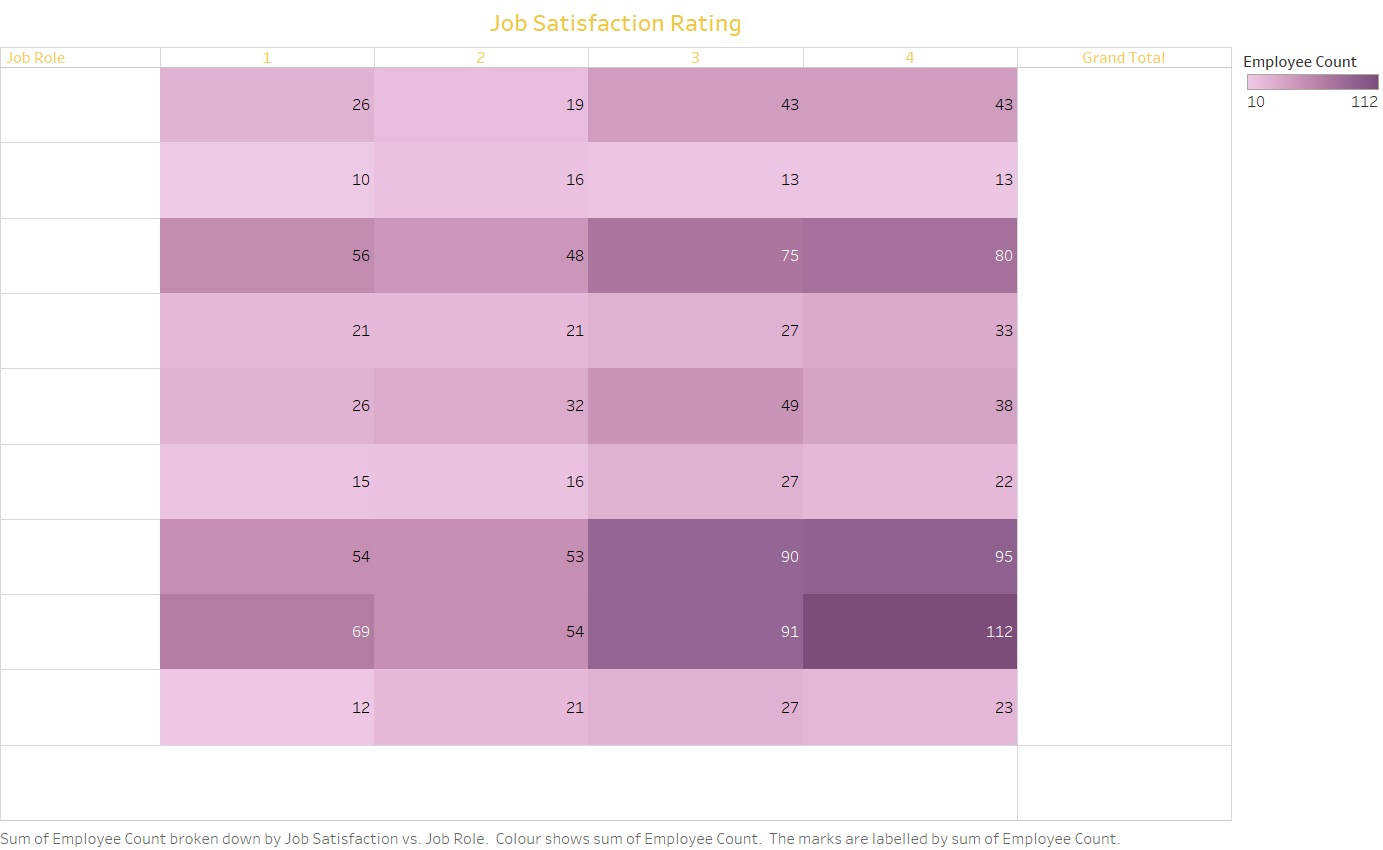 Job Satisfaction Rating
Job Role 1 2 3 4 Grand Total
Employee Count
10 112
26 19 43 43
10 16 13 13
56 48 75 80
21 21 27 33
26 32 49 38
15 16 27 22
54 53 90 95
69 54 91 112
12 21 27 23
Sum of Employee Count broken down by Job Satisfaction vs. Job Role.  Colour shows sum of Employee Count.  The marks are labelled by sum of Employee Count.